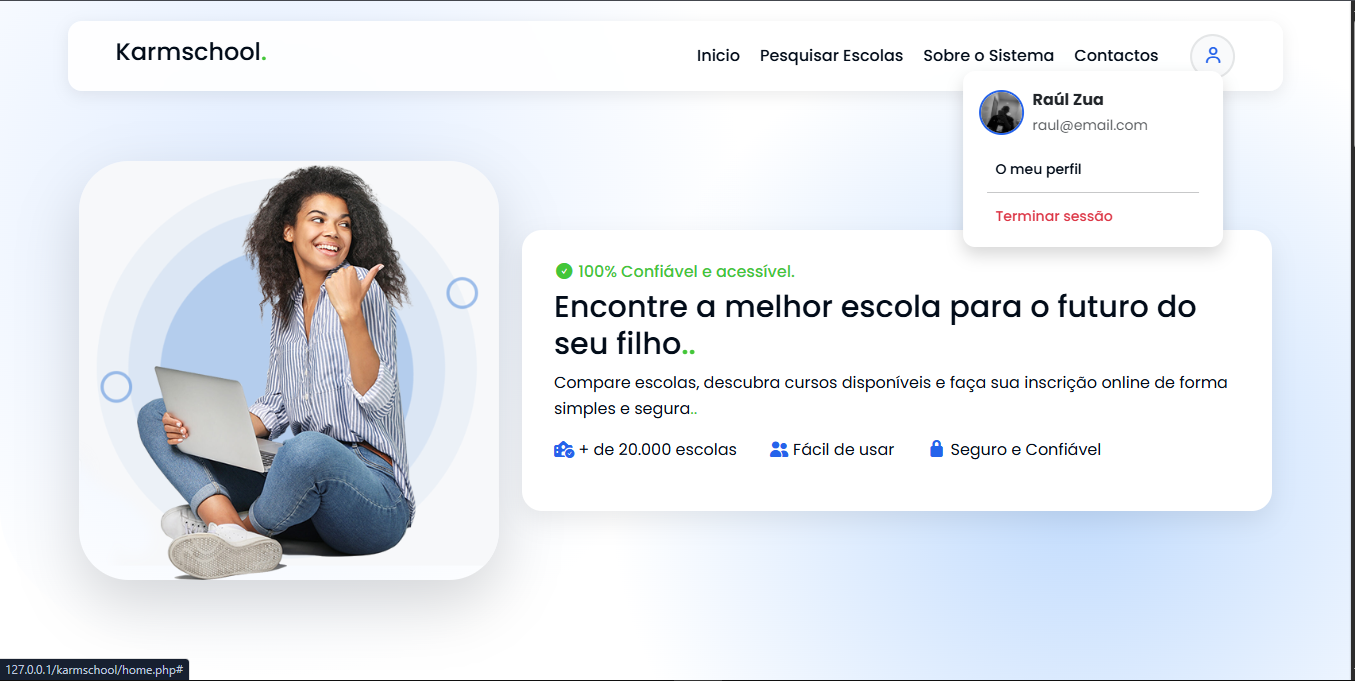 Karmschool.
Inicio Pesquisar Escolas Sobre o Sistema Contactos
Raúl Zua
raul@email.com
O meu perfil
Terminar sessão
100% Confiável e acessível.
Encontre a melhor escola para o futuro do
seu filho..
Compare escolas, descubra cursos disponíveis e faça sua inscrição online de forma
simples e segura..
+ de 20.000 escolas Fácil de usar Seguro e Confiável
127.0.0.1/karmschool/home.php#